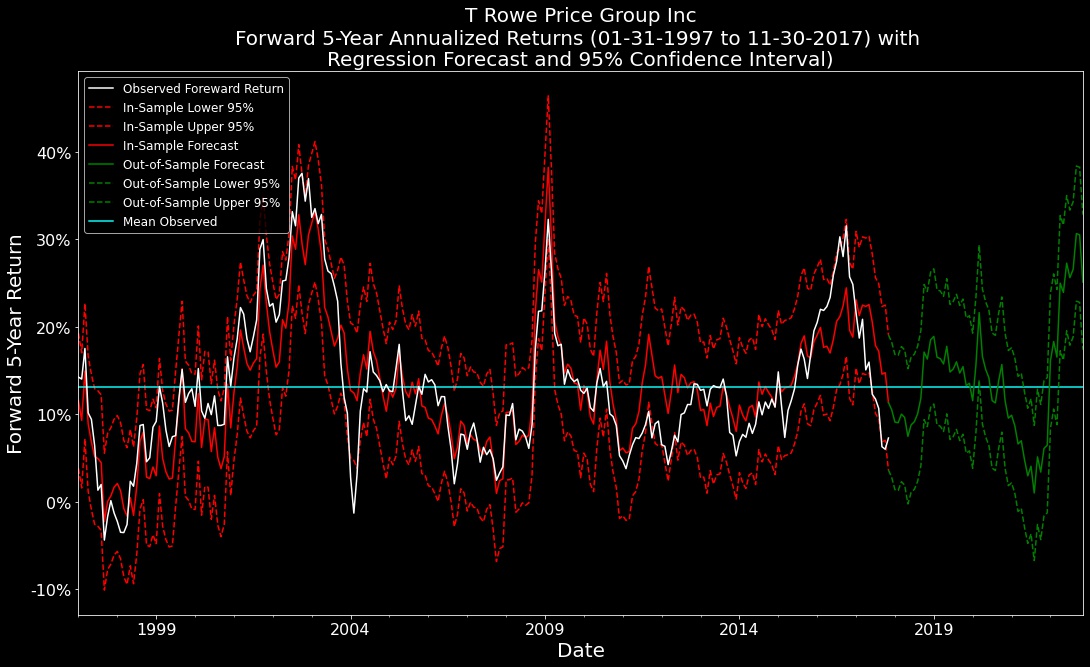 T Rowe Price Group Inc
Forward 5-Year Annualized Returns (01-31-1997 to 11-30-2017) with
Regression Forecast and 95% Confidence Interval)
Observed Foreward Return
In-Sample Lower 95%
In-Sample Upper 95%
In-Sample Forecast
Out-of-Sample Forecast
Out-of-Sample Lower 95%
Out-of-Sample Upper 95%
Mean Observed
Forward 5-Year Return
40%
30%
20%
10%
0%
-10%
1999
2004
2009
2014
2019
Date